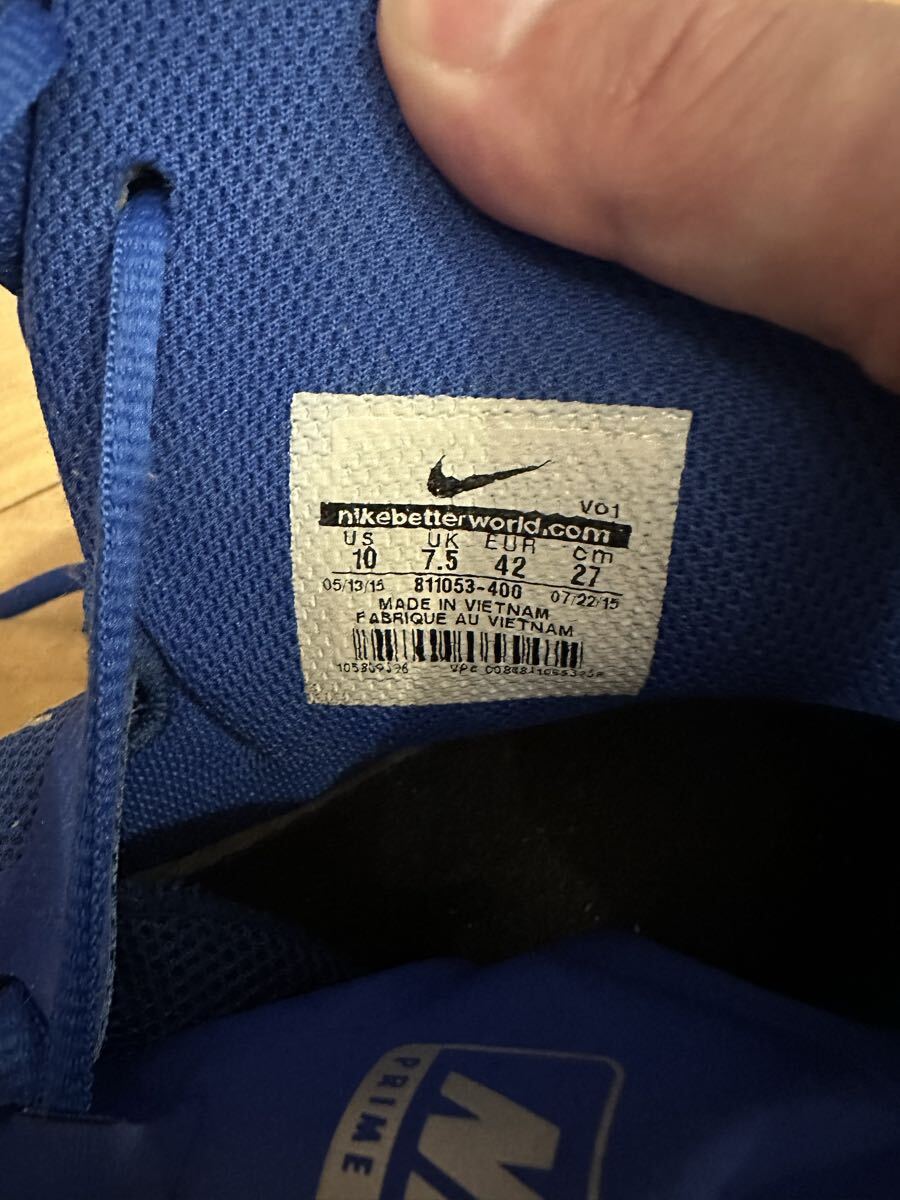 V01
nikebetterworld.com
US UK EUR cm
10 7.5 42 27
05/13/15 811053-400 07/22/15
MADE IN VIETNAM
FABRIQUE AU VIETNAM
UPC
PRIME